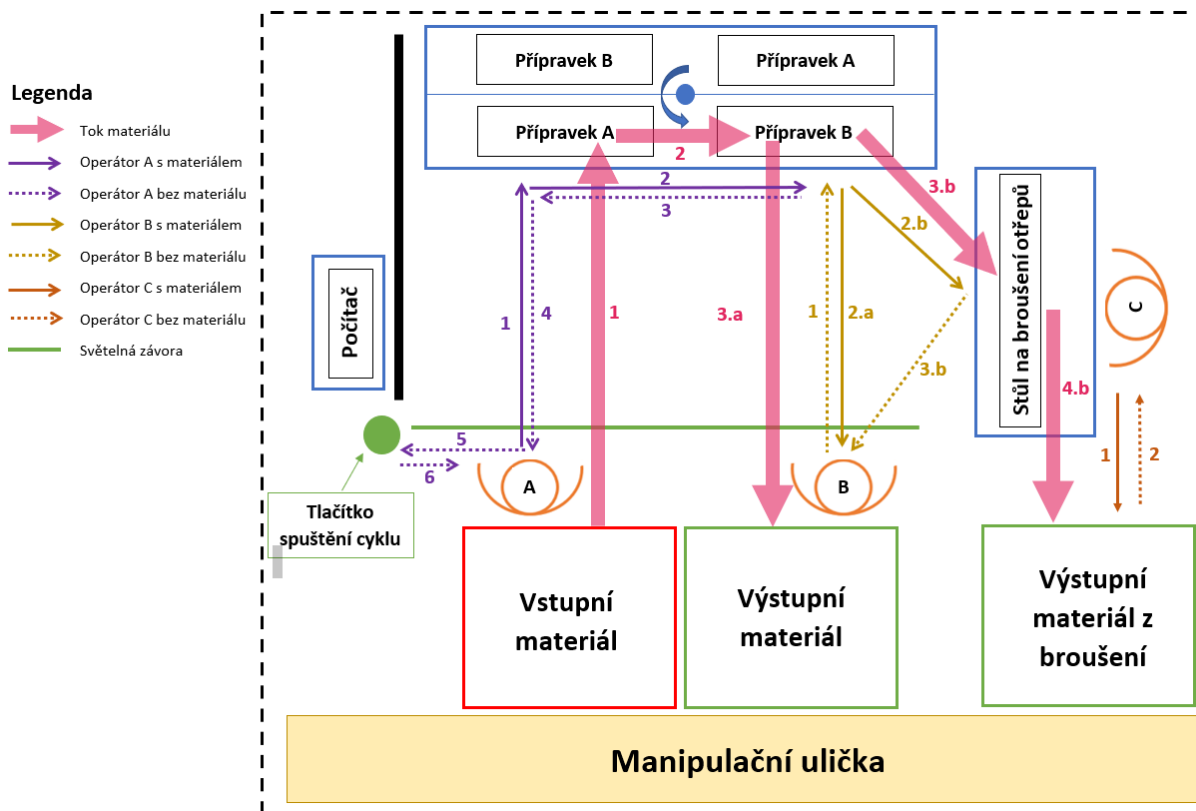 Legenda
Tok materiálu
Operátor A s materiálem
Operátor A bez materiálu
Operátor B s materiálem
Operátor B bez materiálu
Operátor C s materiálem
Operátor C bez materiálu
Světelná závora
Přípravek B
Přípravek A
Přípravek A
Přípravek B
2
2
3
3.b
2.b
1
4
1
3.a
1
2.a
3.b
Počítač
Stůl na broušení otřepů
C
4.b
1
2
5
6
A
B
Tlačítko
spuštění cyklu
Vstupní
materiál
Výstupní
materiál
Výstupní
materiál z
broušení
Manipulační ulička